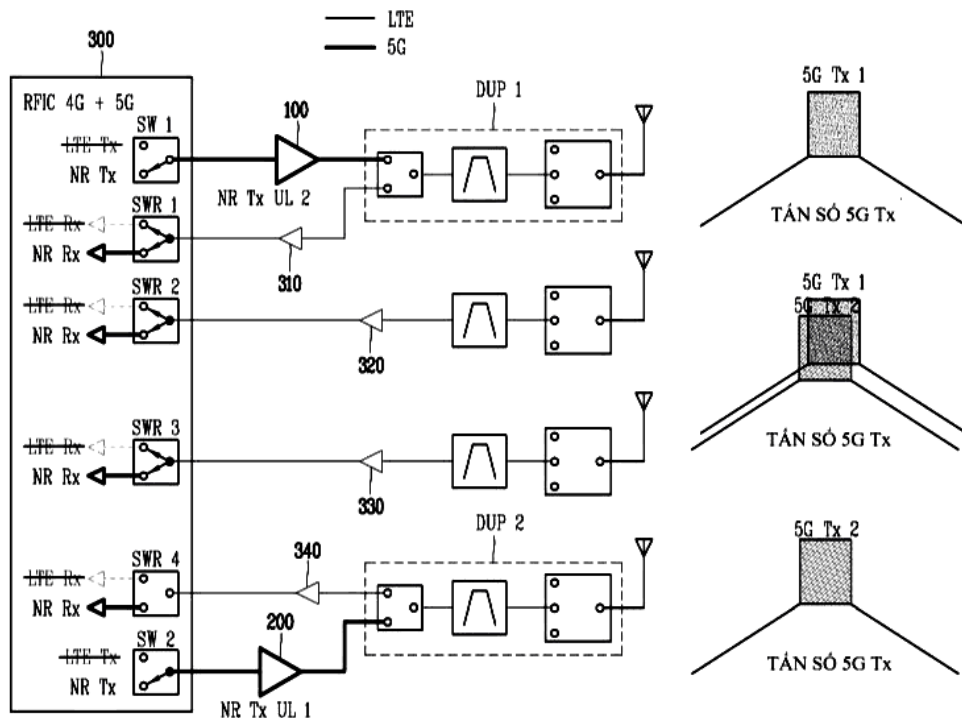 LTE
5G
300
RFIC 4G + 5G
SW 1
LTE Tx
NR Tx
100
NR Tx UL 2
DUP 1
5G Tx 1
TẦN SỐ 5G Tx
SWR 1
LTE Rx
NR Rx
310
SWR 2
LTE Rx
NR Rx
320
5G Tx 1
5G Tx 2
TẦN SỐ 5G Tx
SWR 3
LTE Rx
NR Rx
330
DUP 2
5G Tx 2
TẦN SỐ 5G Tx
SWR 4
LTE Rx
NR Rx
340
SW 2
LTE Tx
NR Tx
200
NR Tx UL 1